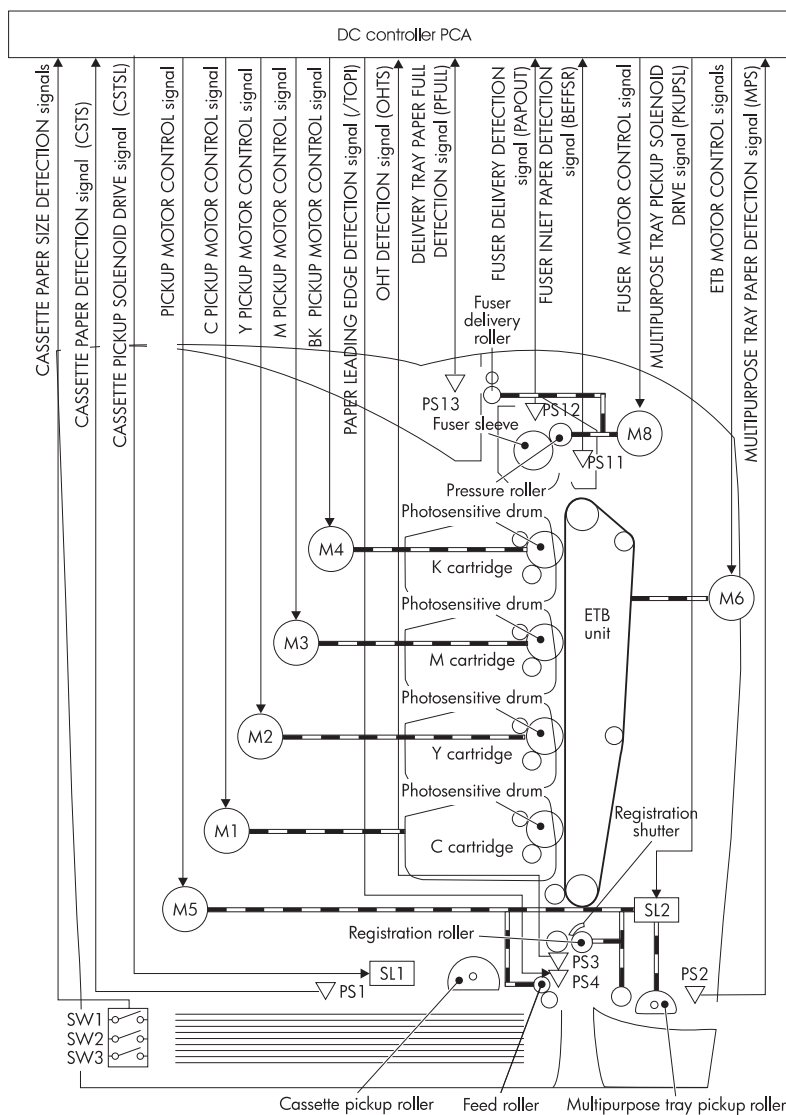 DC controller PCA
CASSETTE PAPER SIZE DETECTION signals
CASSETTE PAPER DETECTION signal (CSTS)
CASSETTE PICKUP SOLENOID DRIVE signal (CSTSL)
PICKUP MOTOR CONTROL signal
C PICKUP MOTOR CONTROL signal
Y PICKUP MOTOR CONTROL signal
M PICKUP MOTOR CONTROL signal
BK PICKUP MOTOR CONTROL signal
PAPER LEADING EDGE DETECTION signal (/TOPI)
OHT DETECTION signal (OHTS)
DELIVERY TRAY PAPER FULL
DETECTION signal (PFULL)
FUSER DELIVERY DETECTION
signal (PAPOUT)
FUSER INLET PAPER DETECTION
signal (BEFFSR)
FUSER MOTOR CONTROL signal
MULTIPURPOSE TRAY PICKUP SOLENOID
DRIVE signal (PKUPSL)
ETB MOTOR CONTROL signals
MULTIPURPOSE TRAY PAPER DETECTION signal (MPS)
Fuser
delivery
roller
PS13
PS12
Fuser sleeve
M8
PS11
Pressure roller
Photosensitive drum
M4
K cartridge
Photosensitive drum
M3
M cartridge
ETB
unit
M6
Photosensitive drum
M2
Y cartridge
Photosensitive drum
M1
C cartridge
Registration
shutter
M5
SL2
Registration roller
PS3
PS4
SL1
PS1
PS2
SW1
SW2
SW3
Cassette pickup roller
Feed roller
Multipurpose tray pickup roller